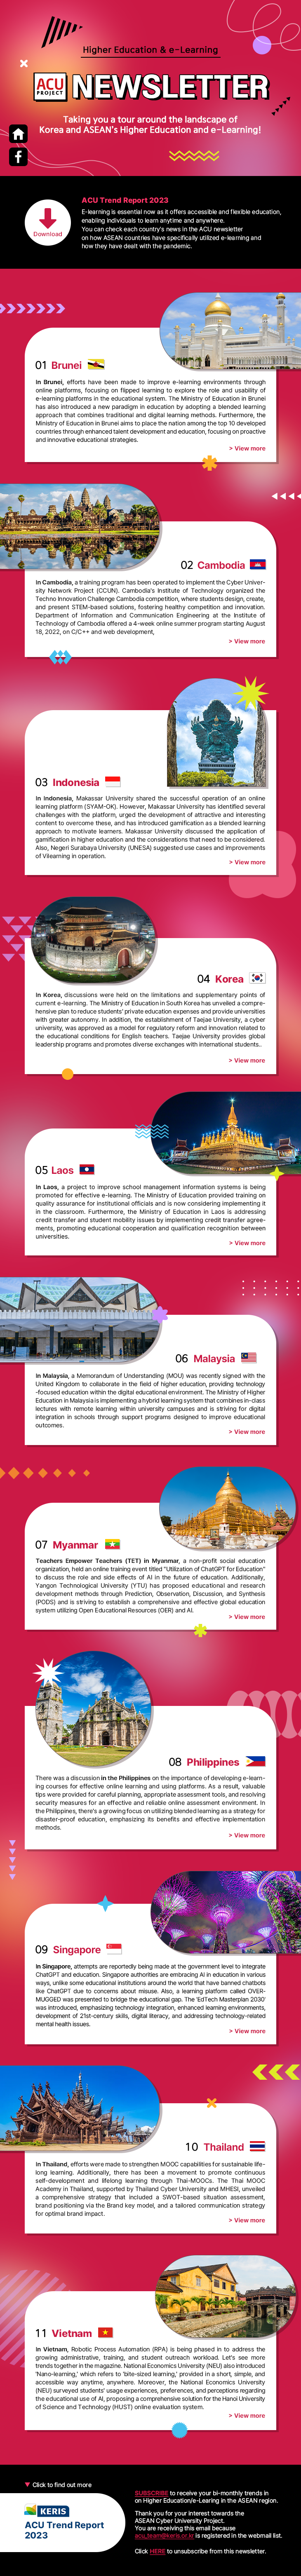 Higher Education & e-Learning
ACU
PROJECT
NEWSLETTER
Taking you a tour around the landscape of
Korea and ASEAN's Higher Education and e-Learning!
Download
ACU Trend Report 2023
E-learning is essential now as it offers accessible and flexible education,
enabling individuals to learn anytime and anywhere.
You can check each country's news in the ACU newsletter
on how ASEAN countries have specifically utilized e-learning and
how they have dealt with the pandemic.
01 Brunei
In Brunei, efforts have been made to improve e-learning environments through
online platforms, focusing on flipped learning to explore the role and usability of
e-learning platforms in the classroom. The Ministry of Education in Brunei
has also introduced a new paradigm in education by adopting a blended learning
approach that combines traditional and digital learning methods. Furthermore, the
Ministry of Education in Brunei aims to place the nation among the top 10 developed
countries through enhanced talent development and education, focusing on proactive
and innovative educational strategies.
> View more
02 Cambodia
In Cambodia, a training program has been operated to implement the Cyber Univer-
sity Network Project (CCUN). Cambodia's Institute of Technology organized the
Techno Innovation Challenge Cambodia competition, where students design, create,
and present STEM-based solutions, fostering healthy competition and innovation.
Department of Information and Communication Engineering at the Institute of
Technology of Cambodia offered a 4-week online summer program starting August
18, 2022, on C/C++ and web development,
> View more
03 Indonesia
In Indonesia, Makassar University shared the successful operation of an online
learning platform (SYAM-OK). However, Makassar University has identified several
challenges with the platform, urged the development of attractive and interesting
content to overcome them, and has introduced gamification as a blended learning
approach to motivate learners. Makassar University discussed the application of
gamification in higher education and the considerations that need to be considered.
Also, Negeri Surabaya University (UNESA) suggested use cases and improvements
of Vilearning in operation.
> View more
04 Korea
In Korea, discussions were held on the limitations and supplementary points of
current e-learning. The Ministry of Education in South Korea has unveiled a compre-
hensive plan to reduce students' private education expenses and provide universities
with greater autonomy. In addition, the establishment of Taejae University, a cyber
university, was approved as a model for regulatory reform and innovation to improve
the educational conditions for English teachers. Taejae University provides global
leadership programs and promotes diverse exchanges with international students..
> View more
05 Laos
In Laos, a project to improve school management information systems is being
promoted for effective e-learning. The Ministry of Education provided training on
quality assurance for institutional officials and is now considering implementing it
in the classroom. Furthermore, the Ministry of Education in Laos is addressing
credit transfer and student mobility issues by implementing credit transfer agree-
ments, promoting educational cooperation and qualification recognition between
universities.
> View more
06 Malaysia
In Malaysia, a Memorandum of Understanding (MOU) was recently signed with the
United Kingdom to collaborate in the field of higher education, providing technology
-focused education within the digital environment. The Ministry of Higher
Education in Malaysia is implementing a hybrid learning system that combines in-class
lectures with remote learning within university campuses and is striving for digital
integration in schools through support programs designed to improve educational
outcomes.
> View more
07 Myanmar
Teachers Empower Teachers (TET) in Myanmar, a non-profit social education
organization, held an online training event titled "Utilization of ChatGPT for Education"
to discuss the role and side effects of AI in the future of education. Additionally,
Yangon Technological University (YTU) has proposed educational and research
development methods through Prediction, Observation, Discussion, and Synthesis
(PODS) and is striving to establish a comprehensive and effective global education
system utilizing Open Educational Resources (OER) and AI.
> View more
08 Philippines
There was a discussion in the Philippines on the importance of developing e-learn-
ing courses for effective online learning platforms. As a result, valuable
tips were provided for careful planning, appropriate assessment tools, and resolving
security measures for an effective and reliable online assessment environment. In
the Philippines, there's a growing focus on utilizing blended learning as a strategy for
disaster-proof education, emphasizing its benefits and effective implementation
methods.
> View more
09 Singapore
In Singapore, attempts are reportedly being made at the government level to integrate
ChatGPT and education. Singapore authorities are embracing AI in education in various
ways, unlike some educational institutions around the world that have banned chatbots
like ChatGPT due to concerns about misuse. Also, a learning platform called OVER-
MUGGED was presented to bridge the educational gap. The 'EdTech Masterplan 2030'
was introduced, emphasizing technology integration, enhanced learning environments,
development of 21st-century skills, digital literacy, and addressing technology-related
mental health issues.
> View more
10 Thailand
In Thailand, efforts were made to strengthen MOOC capabilities for sustainable life-
long learning. Additionally, there has been a movement to promote continuous
self-development and lifelong learning through Thai-MOOCs. The Thai MOOC
Academy in Thailand, supported by Thailand Cyber University and MHESI, unveiled
a comprehensive strategy that included a SWOT-based situation assessment,
brand positioning via the Brand key model, and a tailored communication strategy
for optimal brand impact.
> View more
11 Vietnam
In Vietnam, Robotic Process Automation (RPA) is being phased in to address the
growing administrative, training, and student outreach workload. Let's see more
trends together in the magazine. National Economics University (NEU) also introduced
'Nano-learning,' which refers to 'bite-sized learning,' provided in a short, simple, and
accessible way anytime, anywhere. Moreover, the National Economics University
(NEU) surveyed students' usage experiences, preferences, and perceptions regarding
the educational use of AI, proposing a comprehensive solution for the Hanoi University
of Science and Technology (HUST) online evaluation system.
> View more
Click to find out more
KERIS
ACU Trend Report
2023
SUBSCRIBE to receive your bi-monthly trends in
on Higher Education/e-Learing in the ASEAN region.
Thank you for your interest towards the
ASEAN Cyber University Project.
You are receiving this email because
acu_team@keris.or.kr is registered in the webmail list.
Click HERE to unsubscribe from this newsletter.